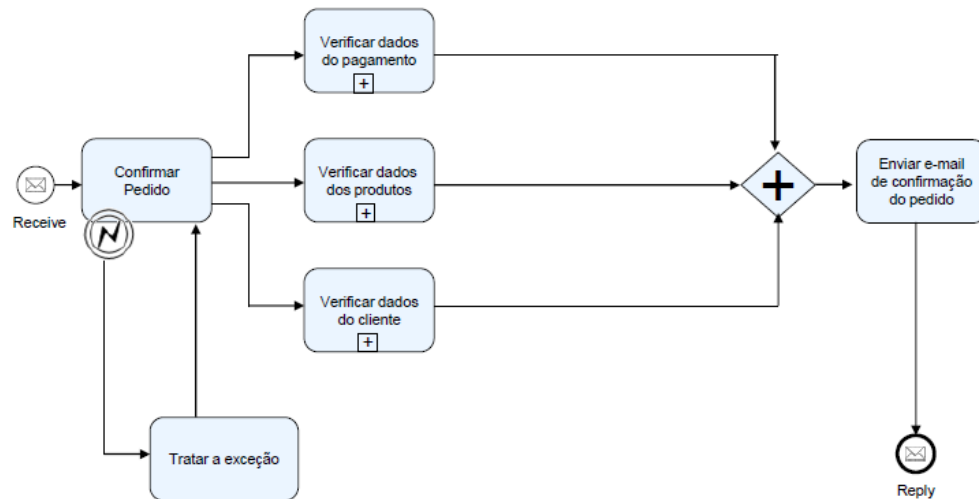 Verificar dados
do pagamento
Confirmar
Pedido
Verificar dados
dos produtos
Enviar e-mail
de confirmação
do pedido
Receive
Verificar dados
do cliente
Tratar a exceção
Reply